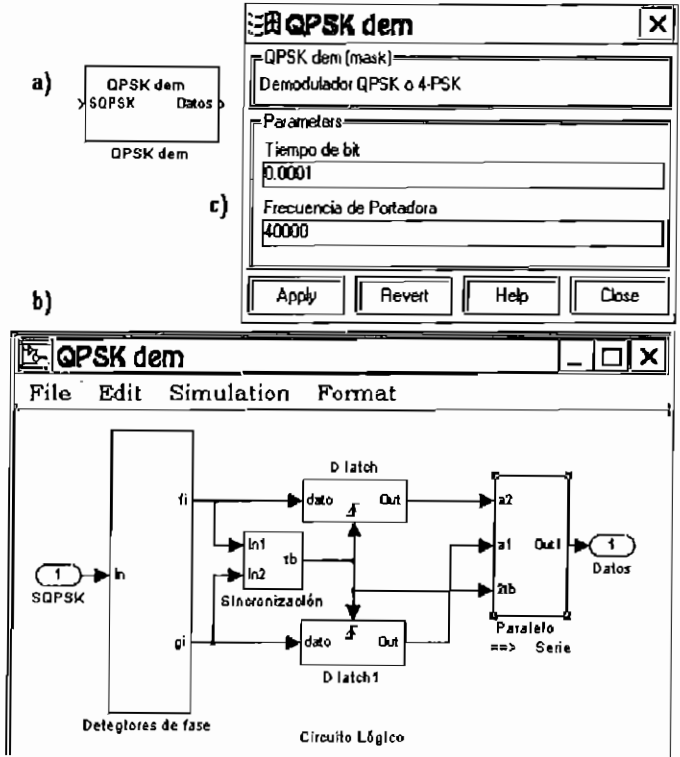 a)
QPSK dem
SQPSK Datos
QPSK dem
QPSK dem
QPSK dem (mask)
Demodulador QPSK o 4-PSK
Parameters
Tiempo de bit
0.0001
c)
Frecuencia de Portadora
40000
Apply Revert Help Close
b)
QPSK dem
File Edit Simulation Format
D latch
fi dato Out a2
In1 a1 Out1 1
1 In In2 Datos
SQPSK Sincronización
gi dato Out
Paralelo
==> Serie
D latch1
Detegtores de fase
Circuito Lógico